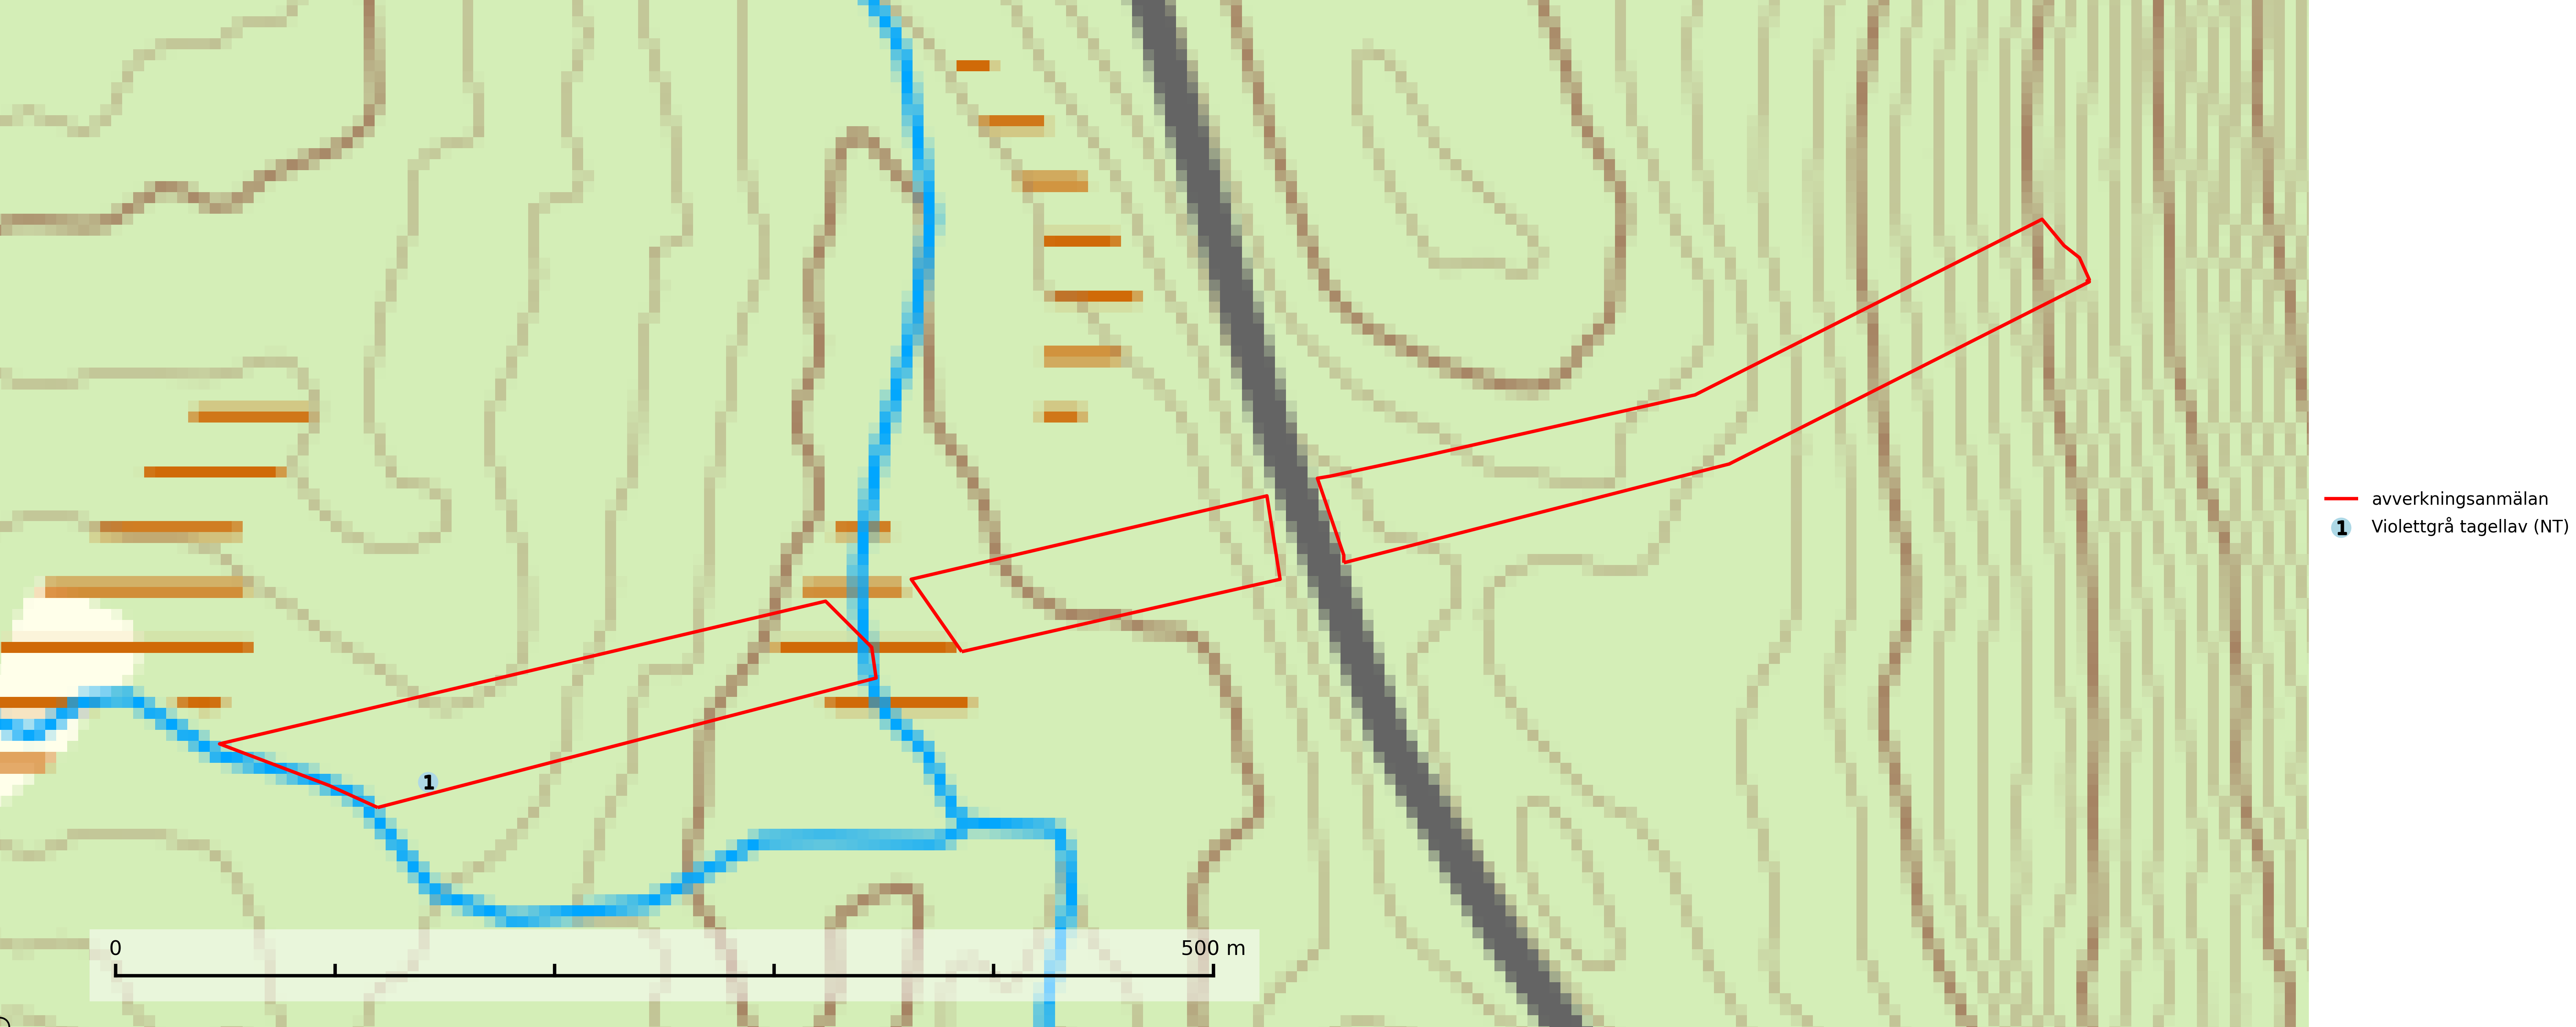 avverkningsanmälan
1 Violettgrå tagellav (NT)
1
0 500 m